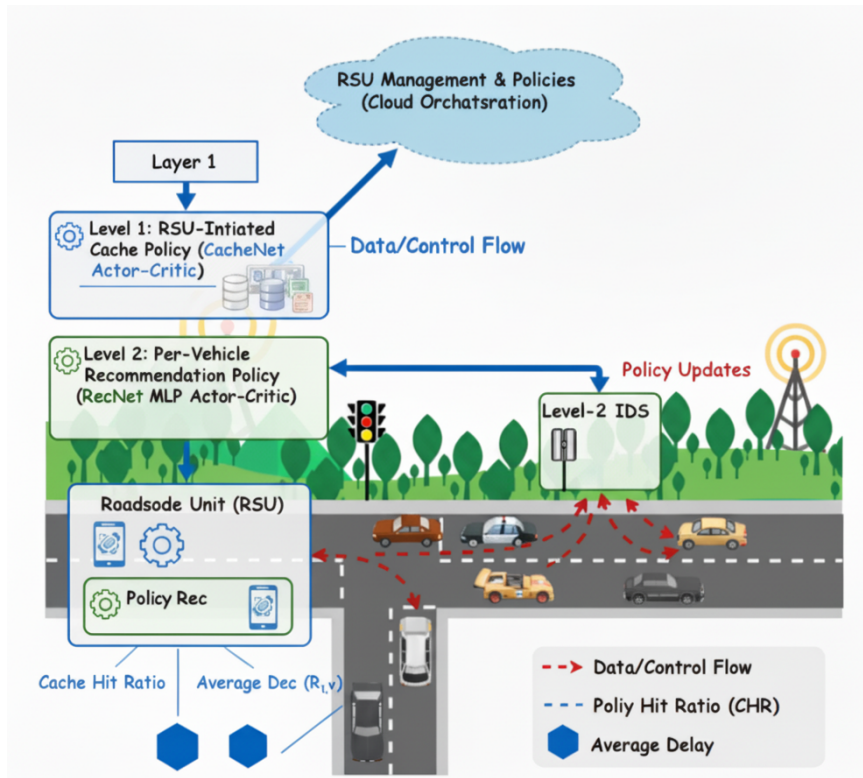 RSU Management & Policies
(Cloud Orchatsration)
Layer 1
Level 1: RSU-Intiated
Cache Policy (CacheNet
Actor-Critic)
Data/Control Flow
Level 2: Per-Vehicle
Recommendation Policy
(RecNet MLP Actor-Critic)
Policy Updates
Level-2 IDS
Roadsode Unit (RSU)
Policy Rec
Cache Hit Ratio
Average Dec (R1,v)
Data/Control Flow
Poliy Hit Ratio (CHR)
Average Delay